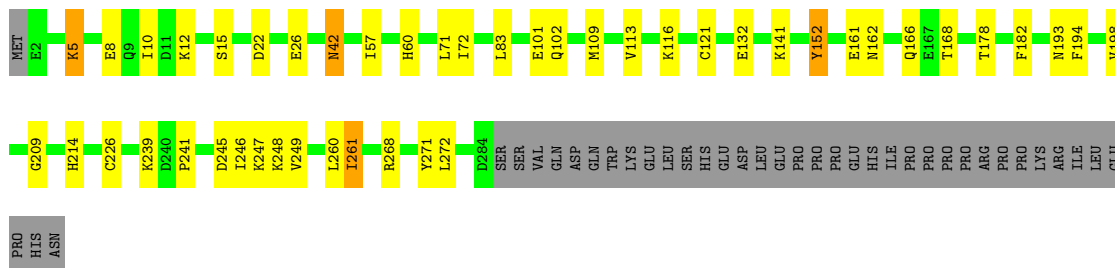 MET E2 K5 E8 Q9 I10 D11 K12 S15 D22 E26 N42 I57 H60 L71 I72 L83 E101 Q102 M109 V113 K116 C121 E132 K141 Y152 E161 N162 Q166 E167 T168 T178 F182 N193 F194 V198
G209 H214 C226 K239 D240 P241 D245 I246 K247 K248 V249 L260 I261 R268 Y271 L272 D284 SER SER VAL GLN ASP GLN TRP LYS GLU LEU SER HIS GLU ASP LEU GLU PRO PRO PRO GLU HIS ILE PRO PRO PRO PRO ARG PRO PRO LYS ARG ILE LEU GLU
PRO HIS ASN